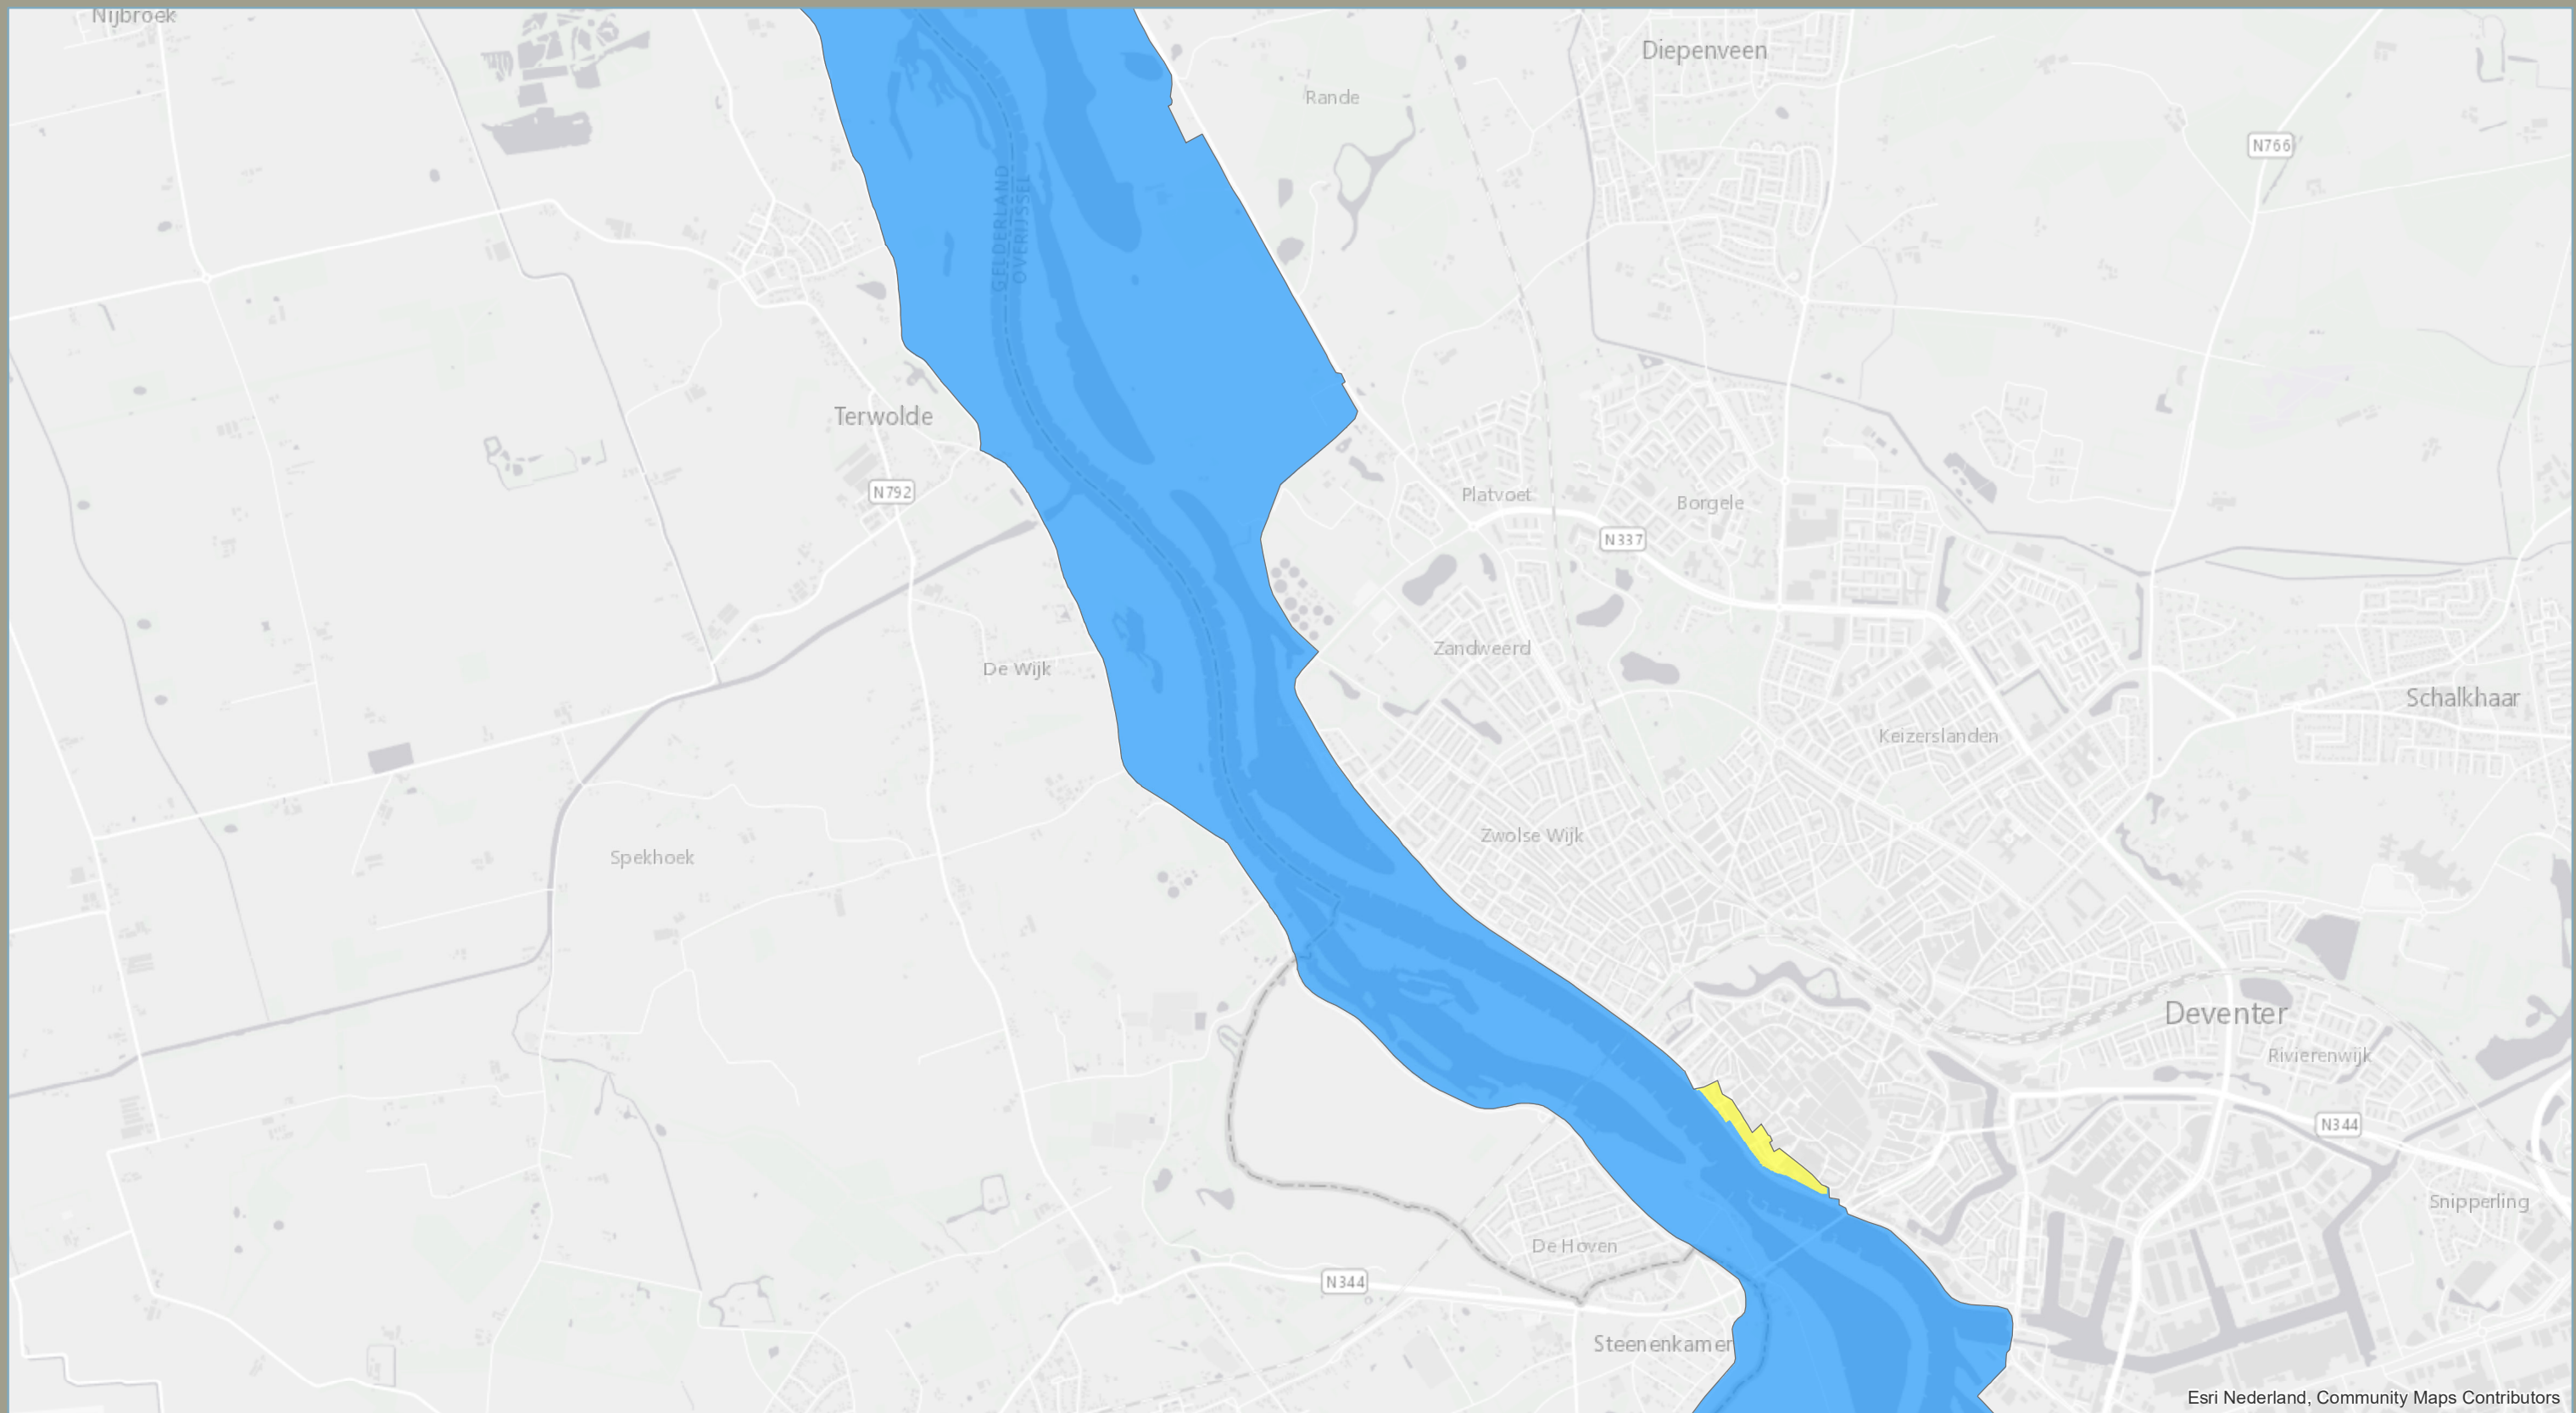 Nijbroek
Diepenveen
Rande
N766
GELDERLAND
OVERIJSSEL
Terwolde
N792
Platvoet
Borgele
N337
Zandweerd
De Wijk
Schalkhaar
Keizerslanden
Zwolse Wijk
Spekhoek
Deventer
Rivierenwijk
N344
Snipperling
De Hoven
N344
Steenenkamer
Esri Nederland, Community Maps Contributors